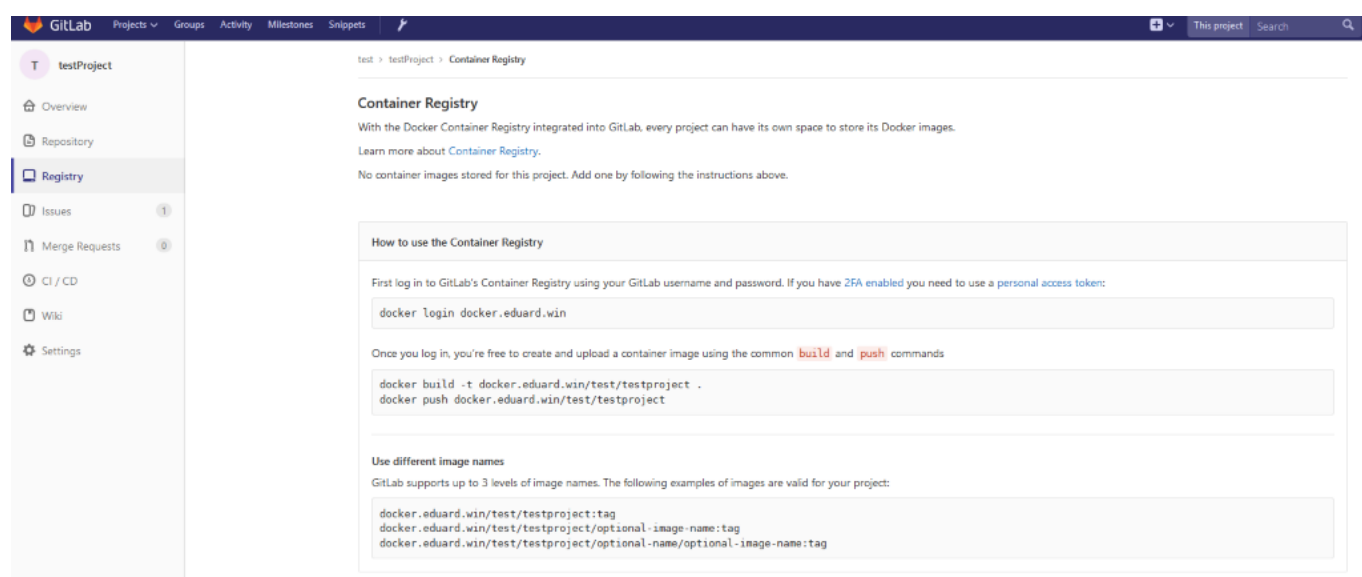 GitLab Projects Groups Activity Milestones Snippets This project Search
T testProject
Overview
Repository
Registry
Issues 1
Merge Requests 0
CI / CD
Wiki
Settings
test > testProject > Container Registry
Container Registry
With the Docker Container Registry integrated into GitLab, every project can have its own space to store its Docker images.
Learn more about Container Registry.
No container images stored for this project. Add one by following the instructions above.
How to use the Container Registry
First log in to GitLab's Container Registry using your GitLab username and password. If you have 2FA enabled you need to use a personal access token:
docker login docker.eduard.win
Once you log in, you're free to create and upload a container image using the common build and push commands
docker build -t docker.eduard.win/test/testproject .
docker push docker.eduard.win/test/testproject
Use different image names
GitLab supports up to 3 levels of image names. The following examples of images are valid for your project:
docker.eduard.win/test/testproject:tag
docker.eduard.win/test/testproject/optional-image-name:tag
docker.eduard.win/test/testproject/optional-name/optional-image-name:tag